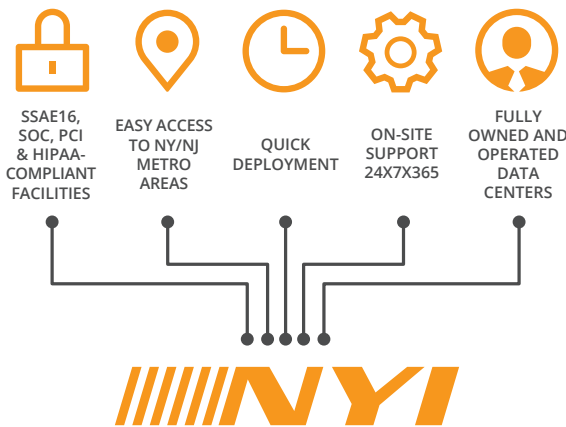 SSAE16,
SOC, PCI
& HIPAA-
COMPLIANT
FACILITIES
EASY ACCESS
TO NY/NJ
METRO
AREAS
QUICK
DEPLOYMENT
ON-SITE
SUPPORT
24X7X365
FULLY
OWNED AND
OPERATED
DATA
CENTERS
NYI